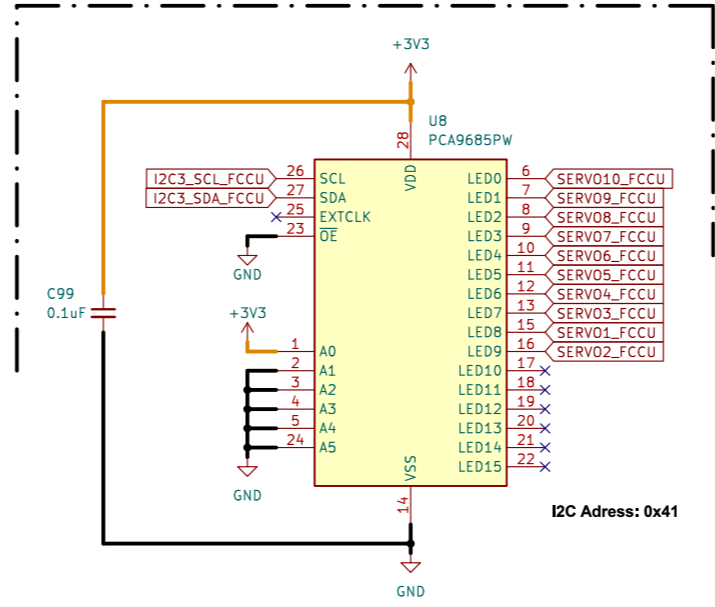 +3V3
U8
PCA9685PW
28
VDD
I2C3_SCL_FCCU 26 SCL LED0 6 SERVO10_FCCU
I2C3_SDA_FCCU 27 SDA LED1 7 SERVO9_FCCU
25 EXTCLK LED2 8 SERVO8_FCCU
23 OE LED3 9 SERVO7_FCCU
LED4 10 SERVO6_FCCU
GND LED5 11 SERVO5_FCCU
C99 LED6 12 SERVO4_FCCU
0.1uF +3V3 LED7 13 SERVO3_FCCU
LED8 15 SERVO1_FCCU
1 A0 LED9 16 SERVO2_FCCU
2 A1 LED10 17
3 A2 LED11 18
4 A3 LED12 19
5 A4 LED13 20
24 A5 LED14 21
LED15 22
VSS
GND
14
I2C Adress: 0x41
GND